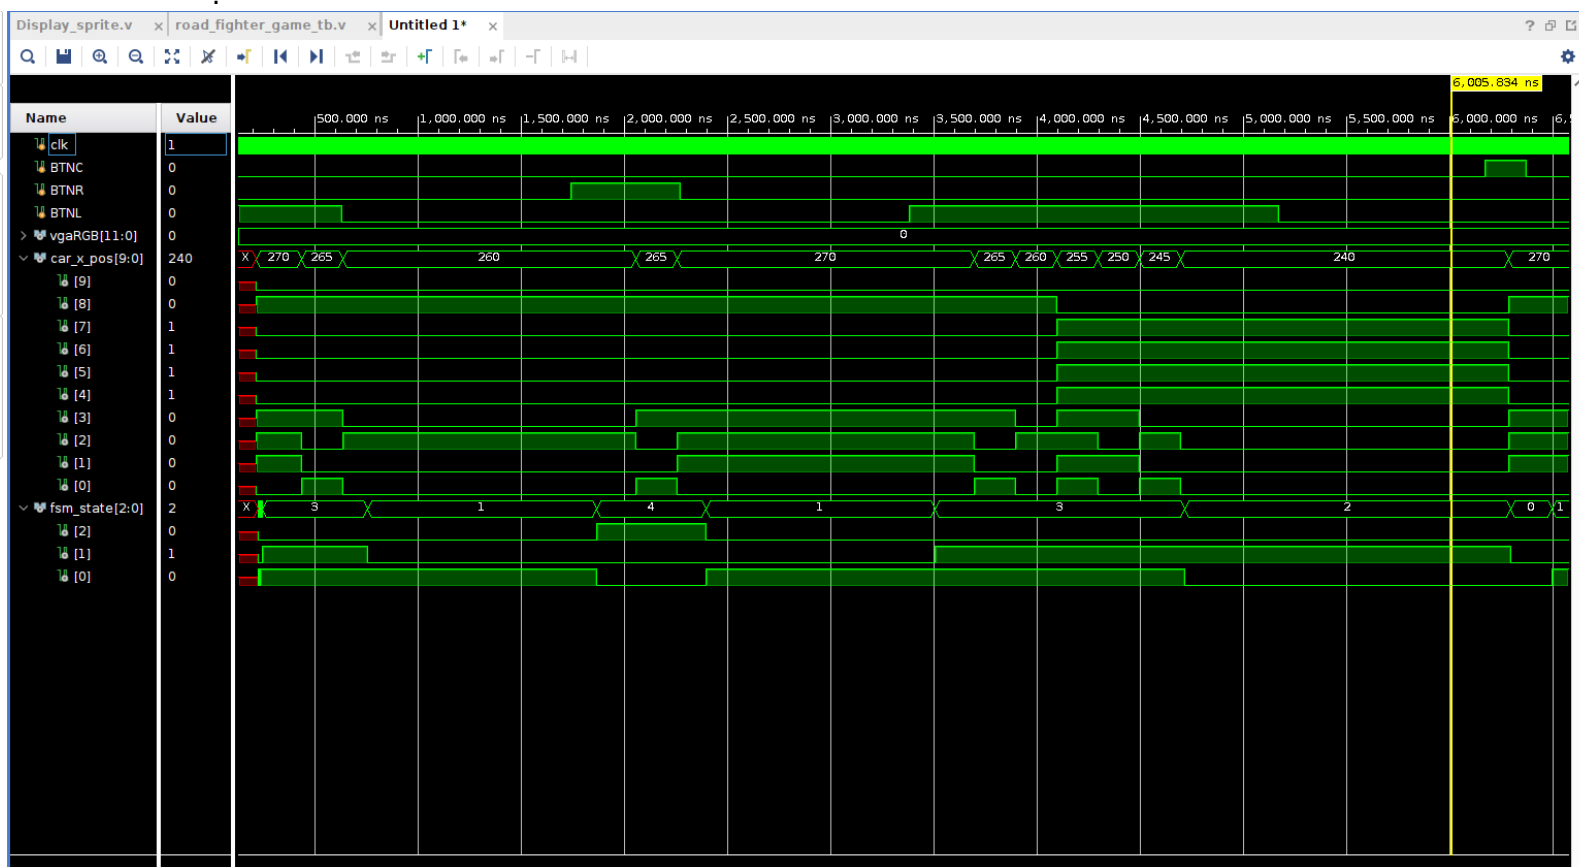 Display_sprite.v x road_fighter_game_tb.v x Untitled 1* x ?
6,005.834 ns
Name Value 500.000 ns 1,000.000 ns 1,500.000 ns 2,000.000 ns 2,500.000 ns 3,000.000 ns 3,500.000 ns 4,000.000 ns 4,500.000 ns 5,000.000 ns 5,500.000 ns 6,000.000 ns
clk 1
BTNC 0
BTNR 0
BTNL 0
vgaRGB[11:0] 0 0
car_x_pos[9:0] 240 X 270 265 260 265 270 265 260 255 250 245 240 270
[9] 0
[8] 0
[7] 1
[6] 1
[5] 1
[4] 1
[3] 0
[2] 0
[1] 0
[0] 0
fsm_state[2:0] 2 X 3 1 4 1 3 2 0 1
[2] 0
[1] 1
[0] 0